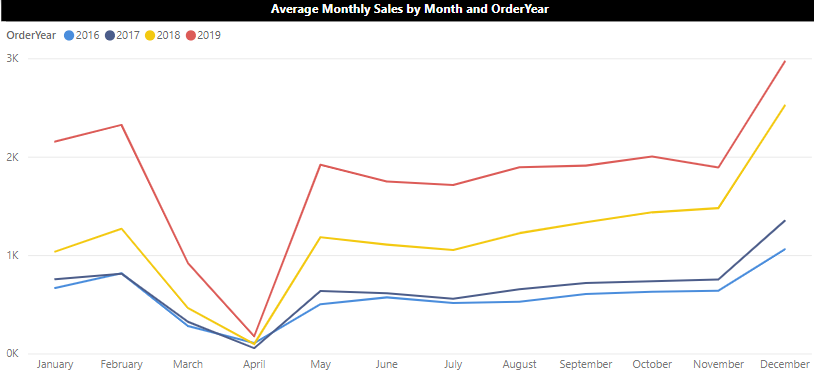 Average Monthly Sales by Month and OrderYear
OrderYear 2016 2017 2018 2019
3K
2K
1K
0K
January February March April May June July August September October November December